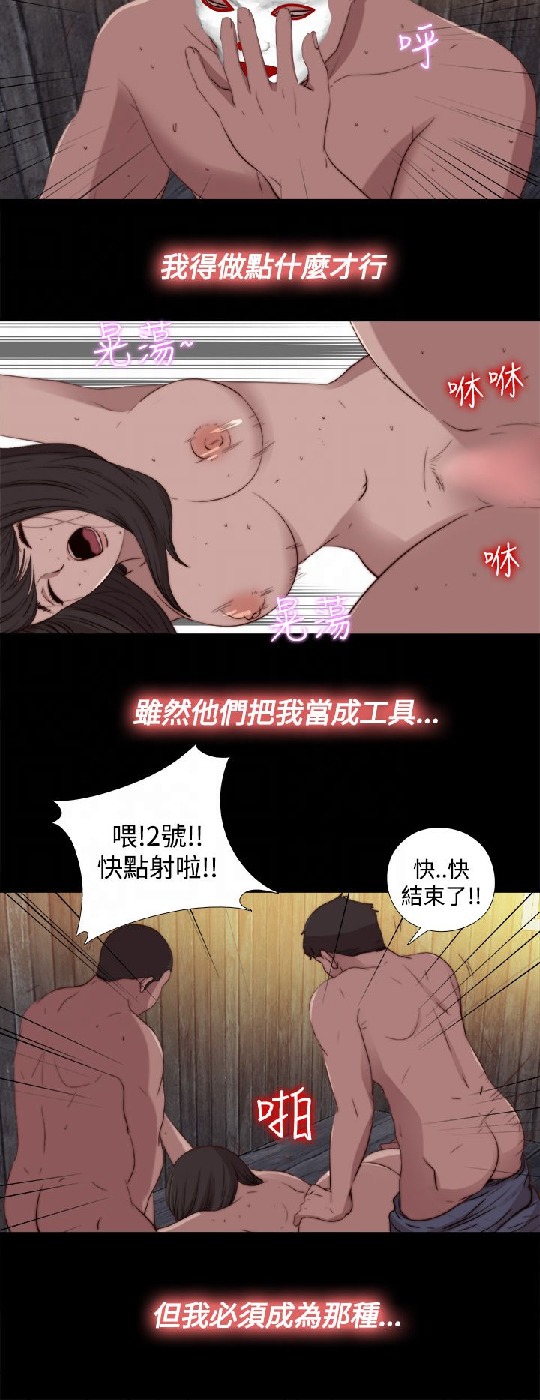 呼
我得做點什麼才行
晃蕩~
咻咻
咻
晃蕩
雖然他們把我當成工具...
喂!2號!!
快點射啦!!
快..快
結束了!!
啪
但我必須成為那種...